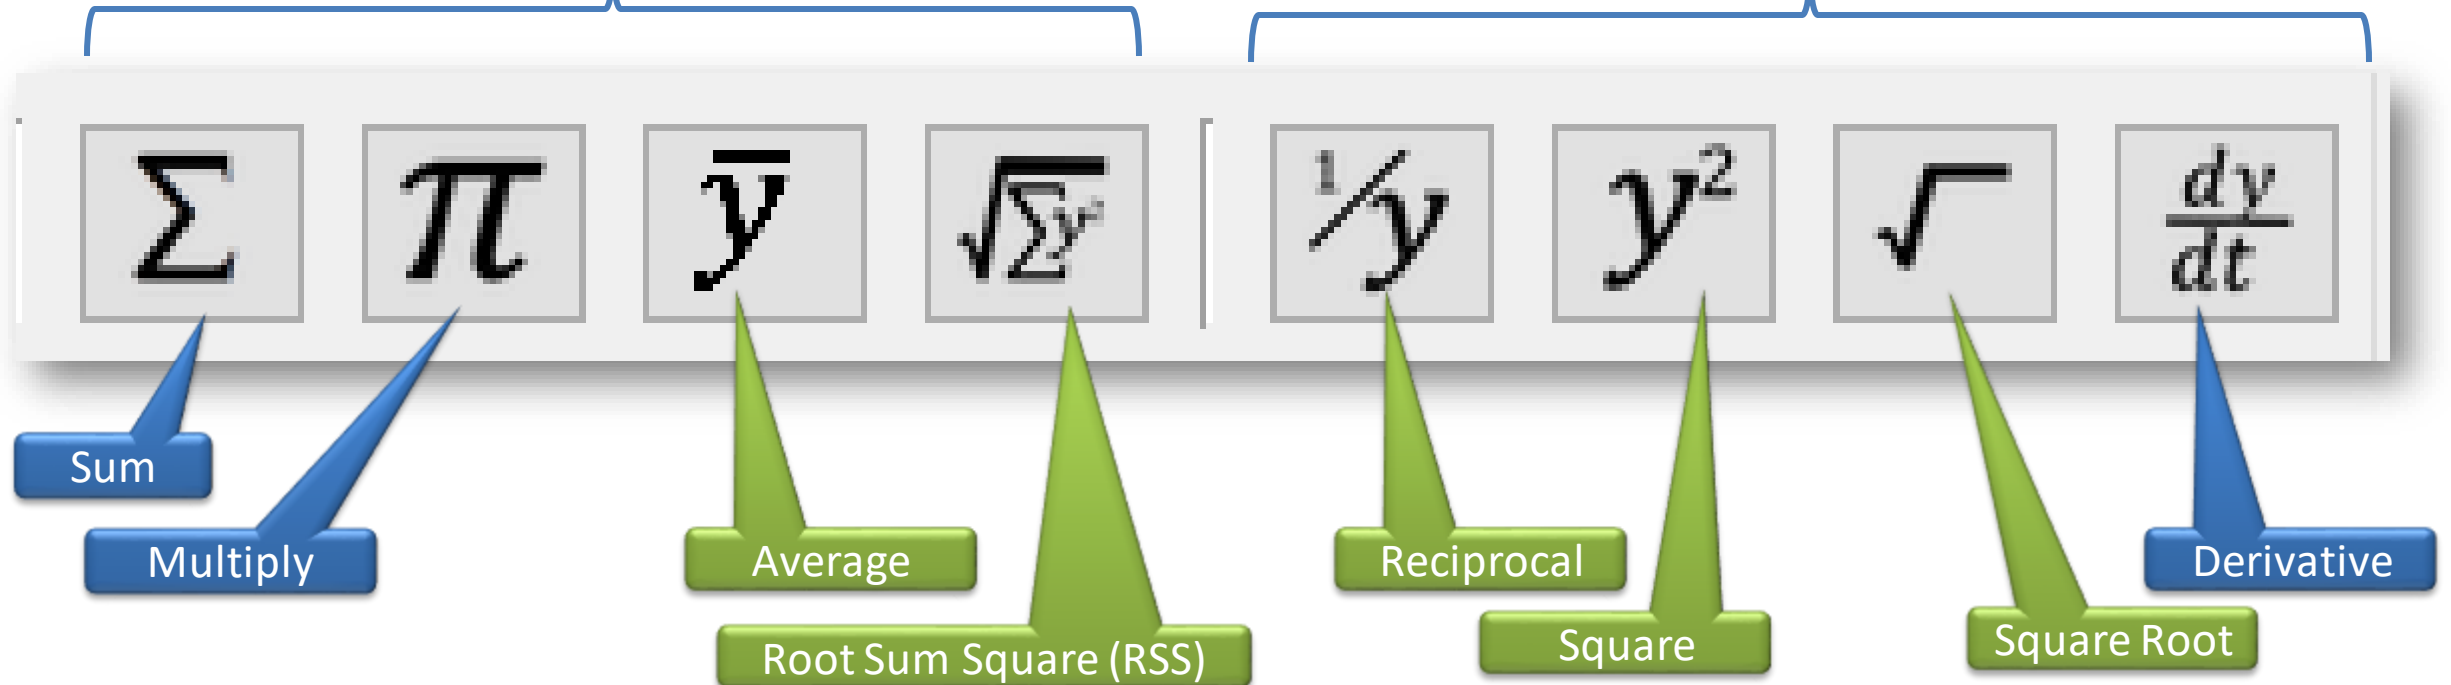 Σ π ȳ √Σy² 1/y y² √ dy/dt
Sum
Multiply
Average
Reciprocal
Derivative
Root Sum Square (RSS)
Square
Square Root